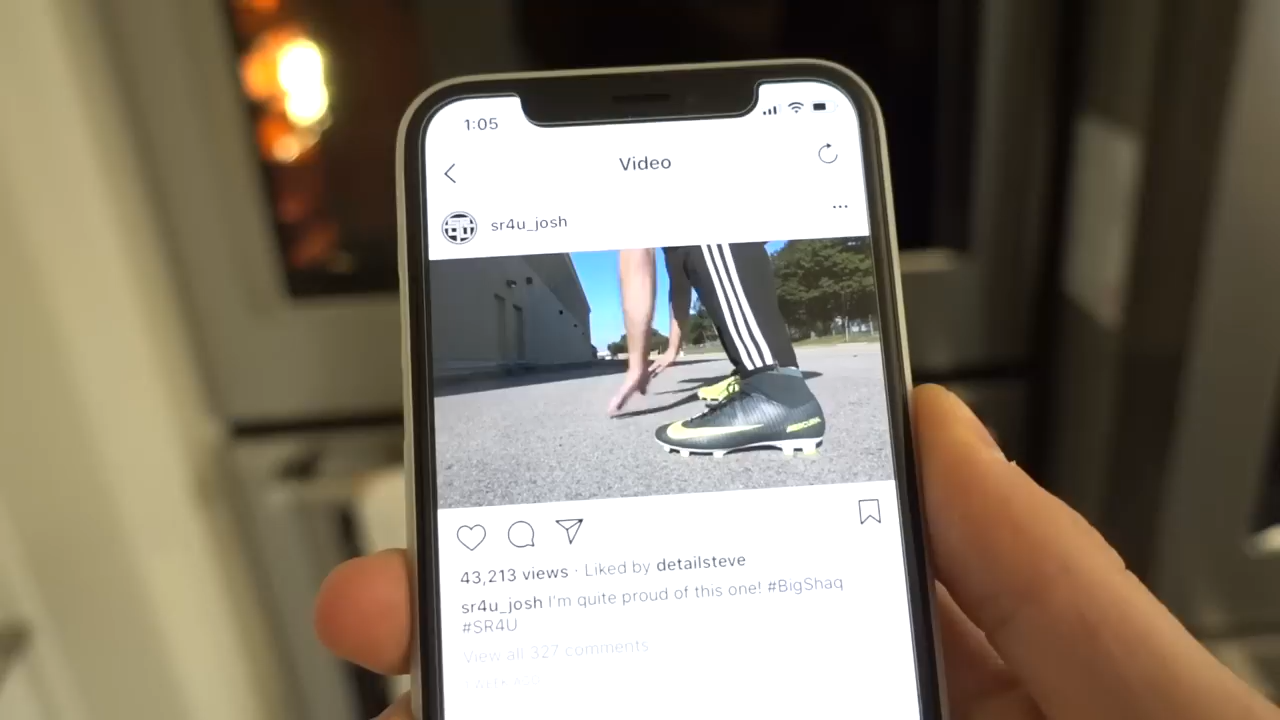 1:05
Video
sr4u_josh
43,213 views · Liked by detailsteve
sr4u_josh I'm quite proud of this one! #BigShaq
#SR4U
View all 327 comments